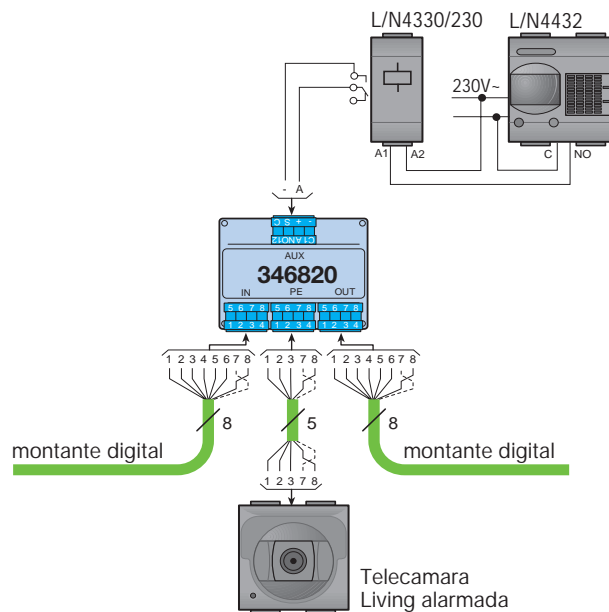 L/N4330/230
L/N4432
230V~
A1
A2
C
NO
- A
C S + -
C1ANO12
AUX
346820
IN
PE
OUT
5 6 7 8
5 6 7 8
5 6 7 8
1 2 3 4
1 2 3 4
1 2 3 4
1 2 3 4 5 6 7 8
1 2 3 7 8
1 2 3 4 5 6 7 8
8
5
8
montante digital
montante digital
1 2 3 7 8
Telecamara
Living alarmada